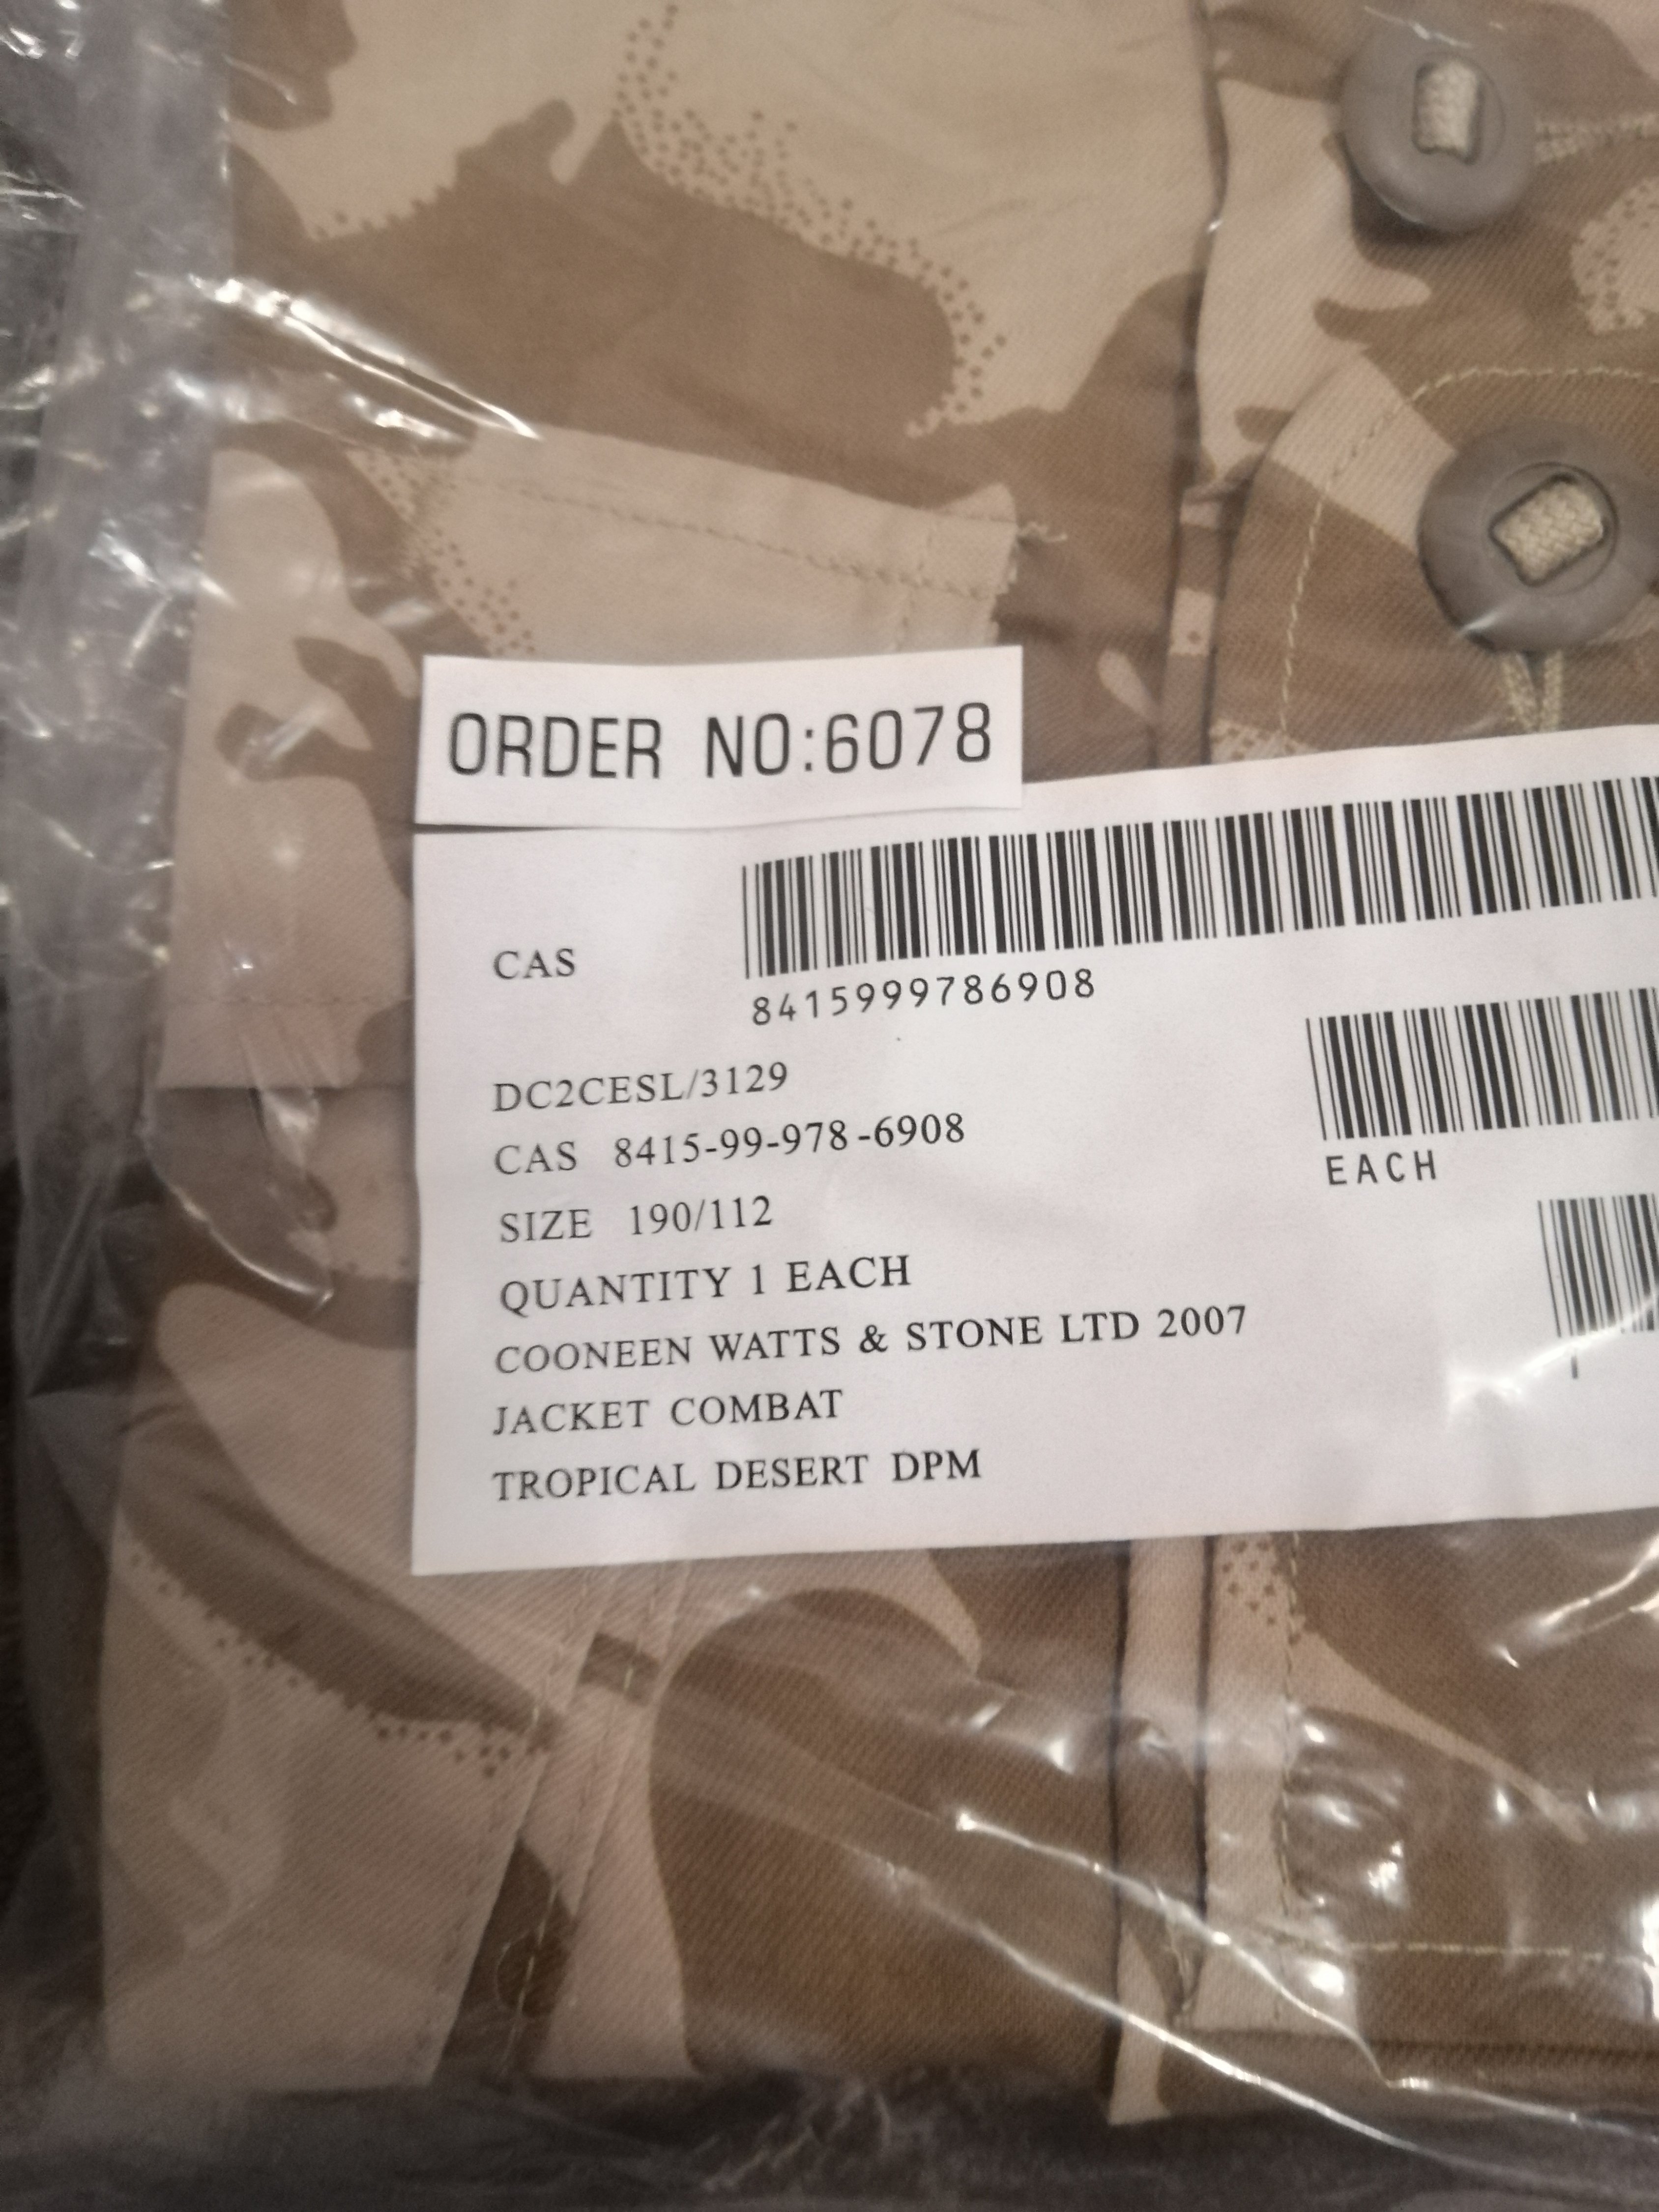 ORDER NO:6078
CAS
8415999786908
DC2CESL/3129
CAS 8415-99-978-6908
EACH
SIZE 190/112
QUANTITY 1 EACH
COONEEN WATTS & STONE LTD 2007
1
JACKET COMBAT
TROPICAL DESERT DPM